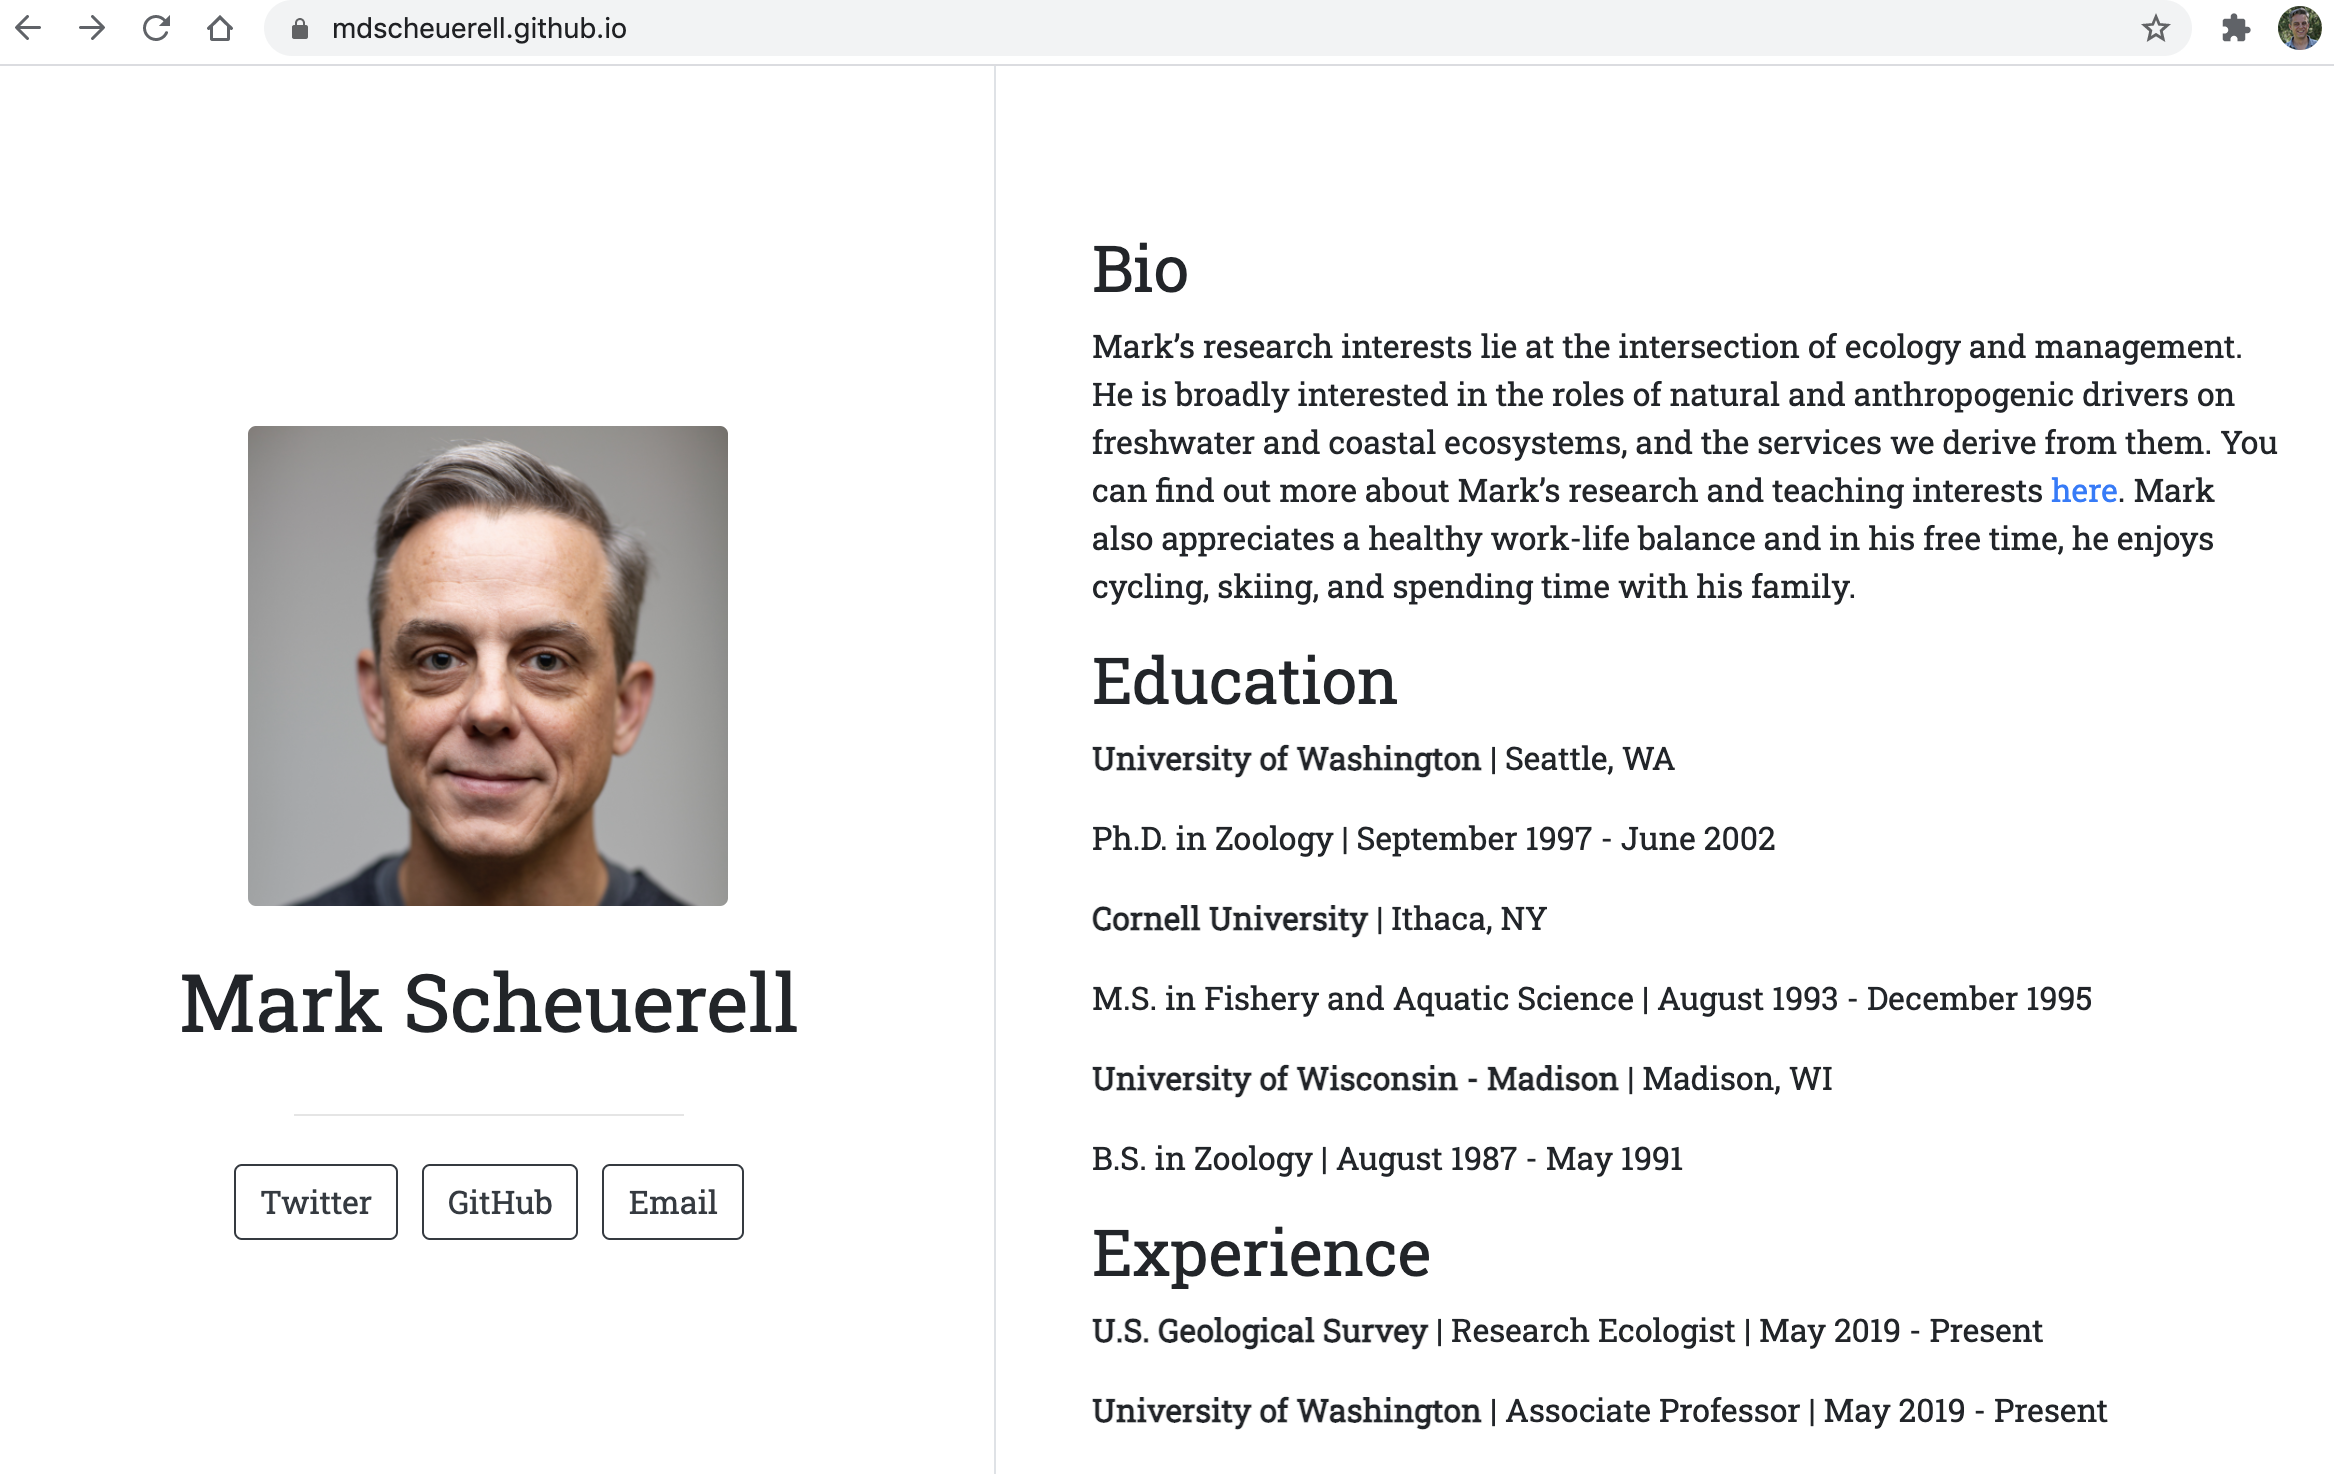 mdscheuerell.github.io
Mark Scheuerell
Twitter
GitHub
Email
Bio
Mark’s research interests lie at the intersection of ecology and management.
He is broadly interested in the roles of natural and anthropogenic drivers on
freshwater and coastal ecosystems, and the services we derive from them. You
can find out more about Mark’s research and teaching interests here. Mark
also appreciates a healthy work-life balance and in his free time, he enjoys
cycling, skiing, and spending time with his family.
Education
University of Washington | Seattle, WA
Ph.D. in Zoology | September 1997 - June 2002
Cornell University | Ithaca, NY
M.S. in Fishery and Aquatic Science | August 1993 - December 1995
University of Wisconsin - Madison | Madison, WI
B.S. in Zoology | August 1987 - May 1991
Experience
U.S. Geological Survey | Research Ecologist | May 2019 - Present
University of Washington | Associate Professor | May 2019 - Present